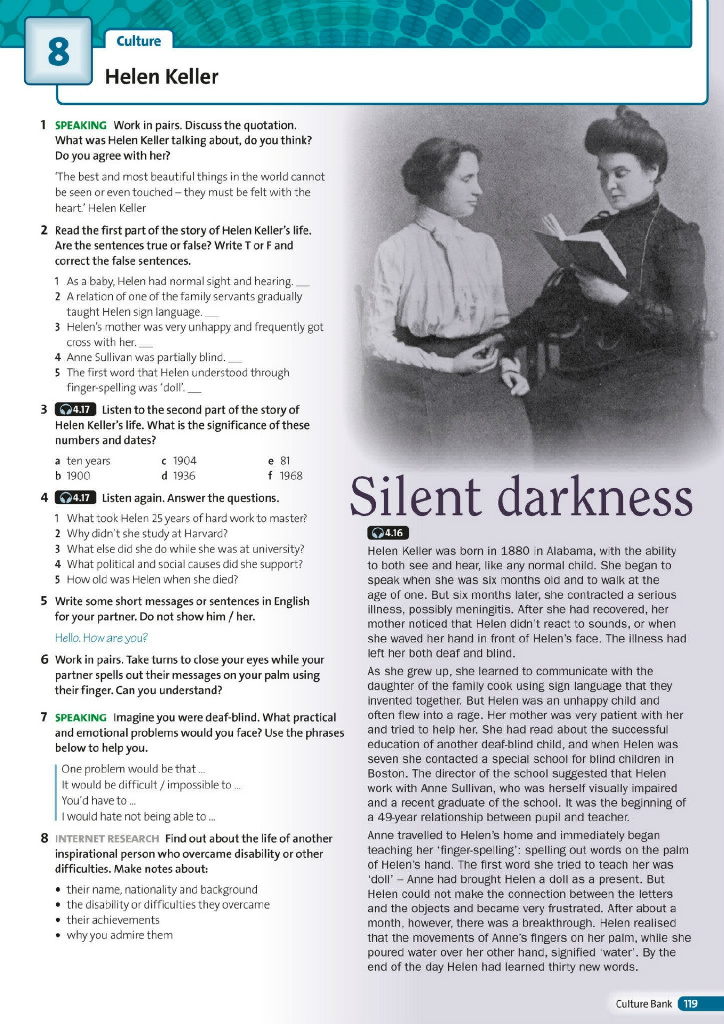 8
Culture
Helen Keller
1 SPEAKING Work in pairs. Discuss the quotation.
What was Helen Keller talking about, do you think?
Do you agree with her?
'The best and most beautiful things in the world cannot
be seen or even touched – they must be felt with the
heart.' Helen Keller
2 Read the first part of the story of Helen Keller's life.
Are the sentences true or false? Write T or F and
correct the false sentences.
1 As a baby, Helen had normal sight and hearing. __
2 A relation of one of the family servants gradually
taught Helen sign language. __
3 Helen's mother was very unhappy and frequently got
cross with her. __
4 Anne Sullivan was partially blind. __
5 The first word that Helen understood through
finger-spelling was 'doll'. __
3 4.17 Listen to the second part of the story of
Helen Keller's life. What is the significance of these
numbers and dates?
a ten years c 1904 e 81
b 1900 d 1936 f 1968
4 4.17 Listen again. Answer the questions.
1 What took Helen 25 years of hard work to master?
2 Why didn't she study at Harvard?
3 What else did she do while she was at university?
4 What political and social causes did she support?
5 How old was Helen when she died?
5 Write some short messages or sentences in English
for your partner. Do not show him / her.
Hello. How are you?
6 Work in pairs. Take turns to close your eyes while your
partner spells out their messages on your palm using
their finger. Can you understand?
7 SPEAKING Imagine you were deaf-blind. What practical
and emotional problems would you face? Use the phrases
below to help you.
One problem would be that ...
It would be difficult / impossible to ...
You'd have to ...
I would hate not being able to ...
8 INTERNET RESEARCH Find out about the life of another
inspirational person who overcame disability or other
difficulties. Make notes about:
• their name, nationality and background
• the disability or difficulties they overcame
• their achievements
• why you admire them
Silent darkness
4.16
Helen Keller was born in 1880 in Alabama, with the ability
to both see and hear, like any normal child. She began to
speak when she was six months old and to walk at the
age of one. But six months later, she contracted a serious
illness, possibly meningitis. After she had recovered, her
mother noticed that Helen didn't react to sounds, or when
she waved her hand in front of Helen's face. The illness had
left her both deaf and blind.
As she grew up, she learned to communicate with the
daughter of the family cook using sign language that they
invented together. But Helen was an unhappy child and
often flew into a rage. Her mother was very patient with her
and tried to help her. She had read about the successful
education of another deaf-blind child, and when Helen was
seven she contacted a special school for blind children in
Boston. The director of the school suggested that Helen
work with Anne Sullivan, who was herself visually impaired
and a recent graduate of the school. It was the beginning of
a 49-year relationship between pupil and teacher.
Anne travelled to Helen's home and immediately began
teaching her 'finger-spelling': spelling out words on the palm
of Helen's hand. The first word she tried to teach her was
'doll' – Anne had brought Helen a doll as a present. But
Helen could not make the connection between the letters
and the objects and became very frustrated. After about a
month, however, there was a breakthrough. Helen realised
that the movements of Anne's fingers on her palm, while she
poured water over her other hand, signified 'water'. By the
end of the day Helen had learned thirty new words.
Culture Bank 119